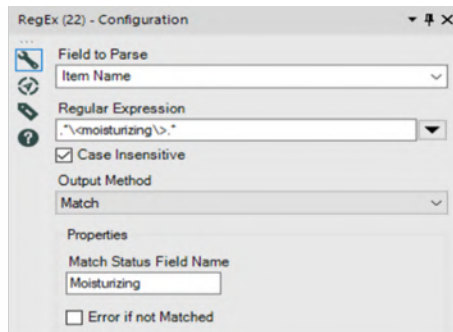 RegEx (22) - Configuration
Field to Parse
Item Name
Regular Expression
.*\<moisturizing\>.*
Case Insensitive
Output Method
Match
Properties
Match Status Field Name
Moisturizing
Error if not Matched